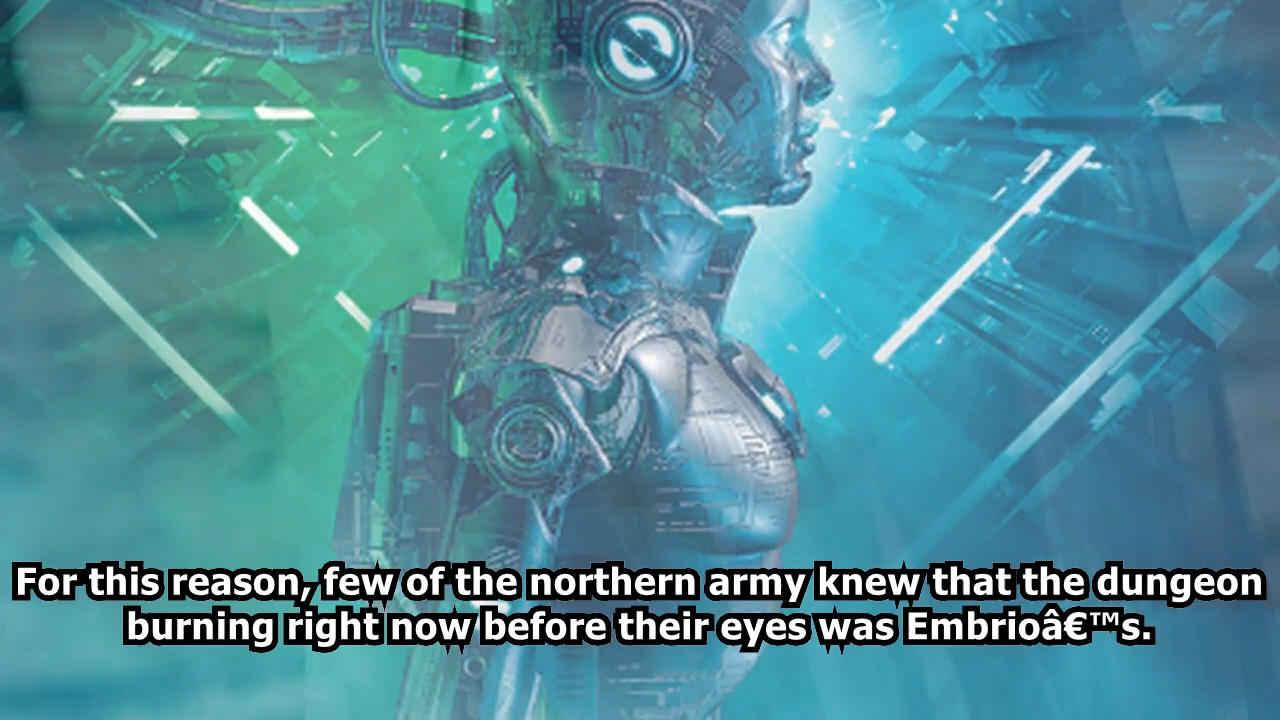 For this reason, few of the northern army knew that the dungeon
burning right now before their eyes was Embrioâ€™s.